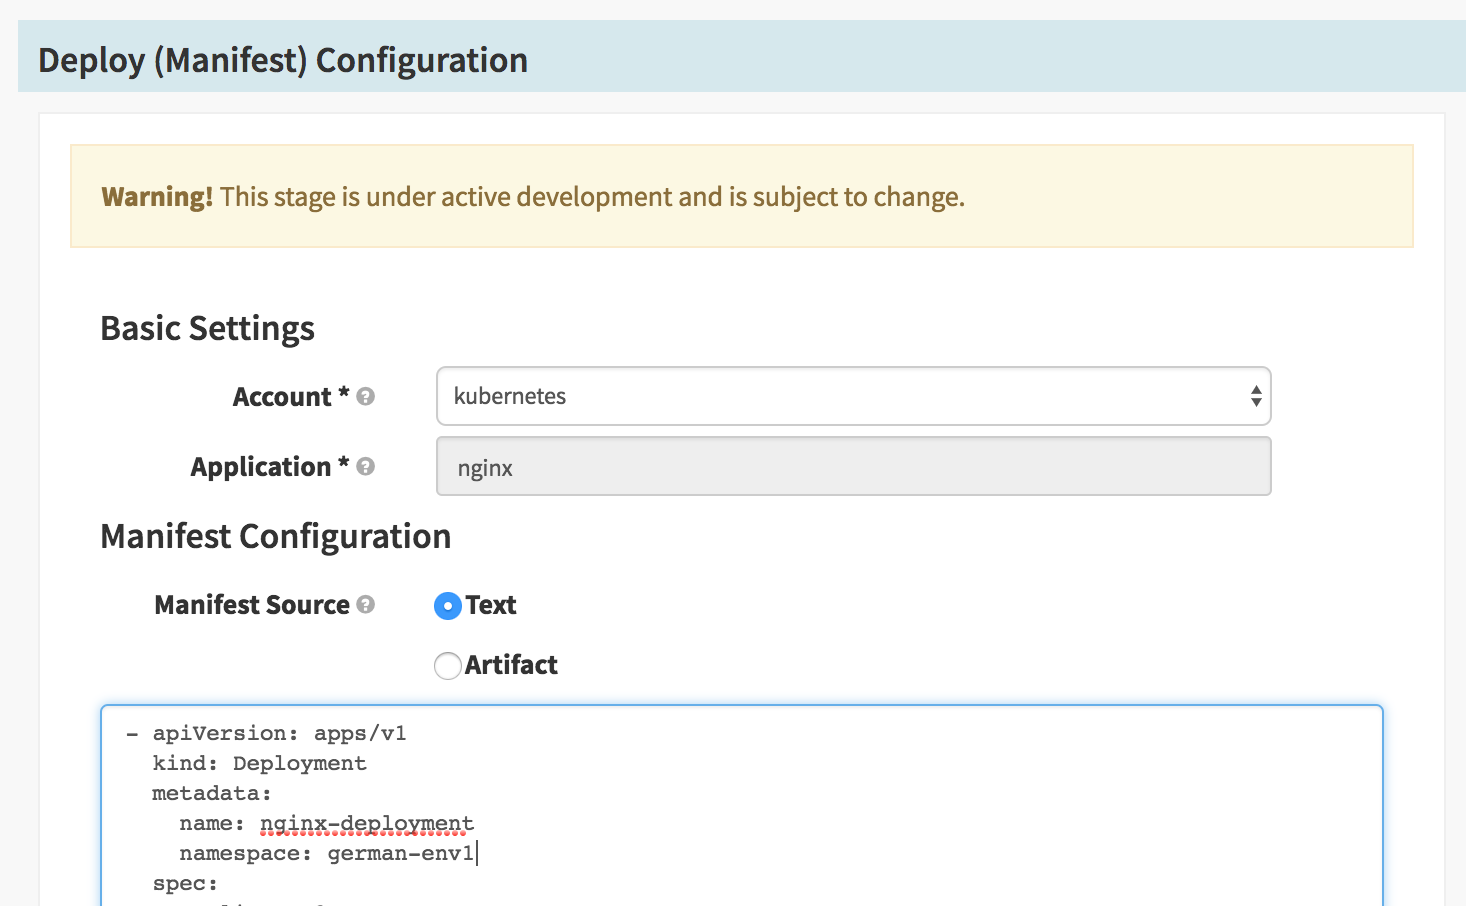 Deploy (Manifest) Configuration
Warning! This stage is under active development and is subject to change.
Basic Settings
Account *
kubernetes
Application *
nginx
Manifest Configuration
Manifest Source
Text
Artifact
- apiVersion: apps/v1
kind: Deployment
metadata:
name: nginx-deployment
namespace: german-env1
spec: